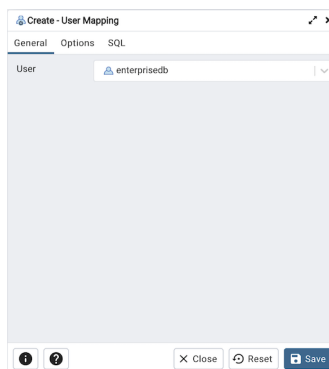 Create - User Mapping
General Options SQL
User enterprisedb
Close Reset Save